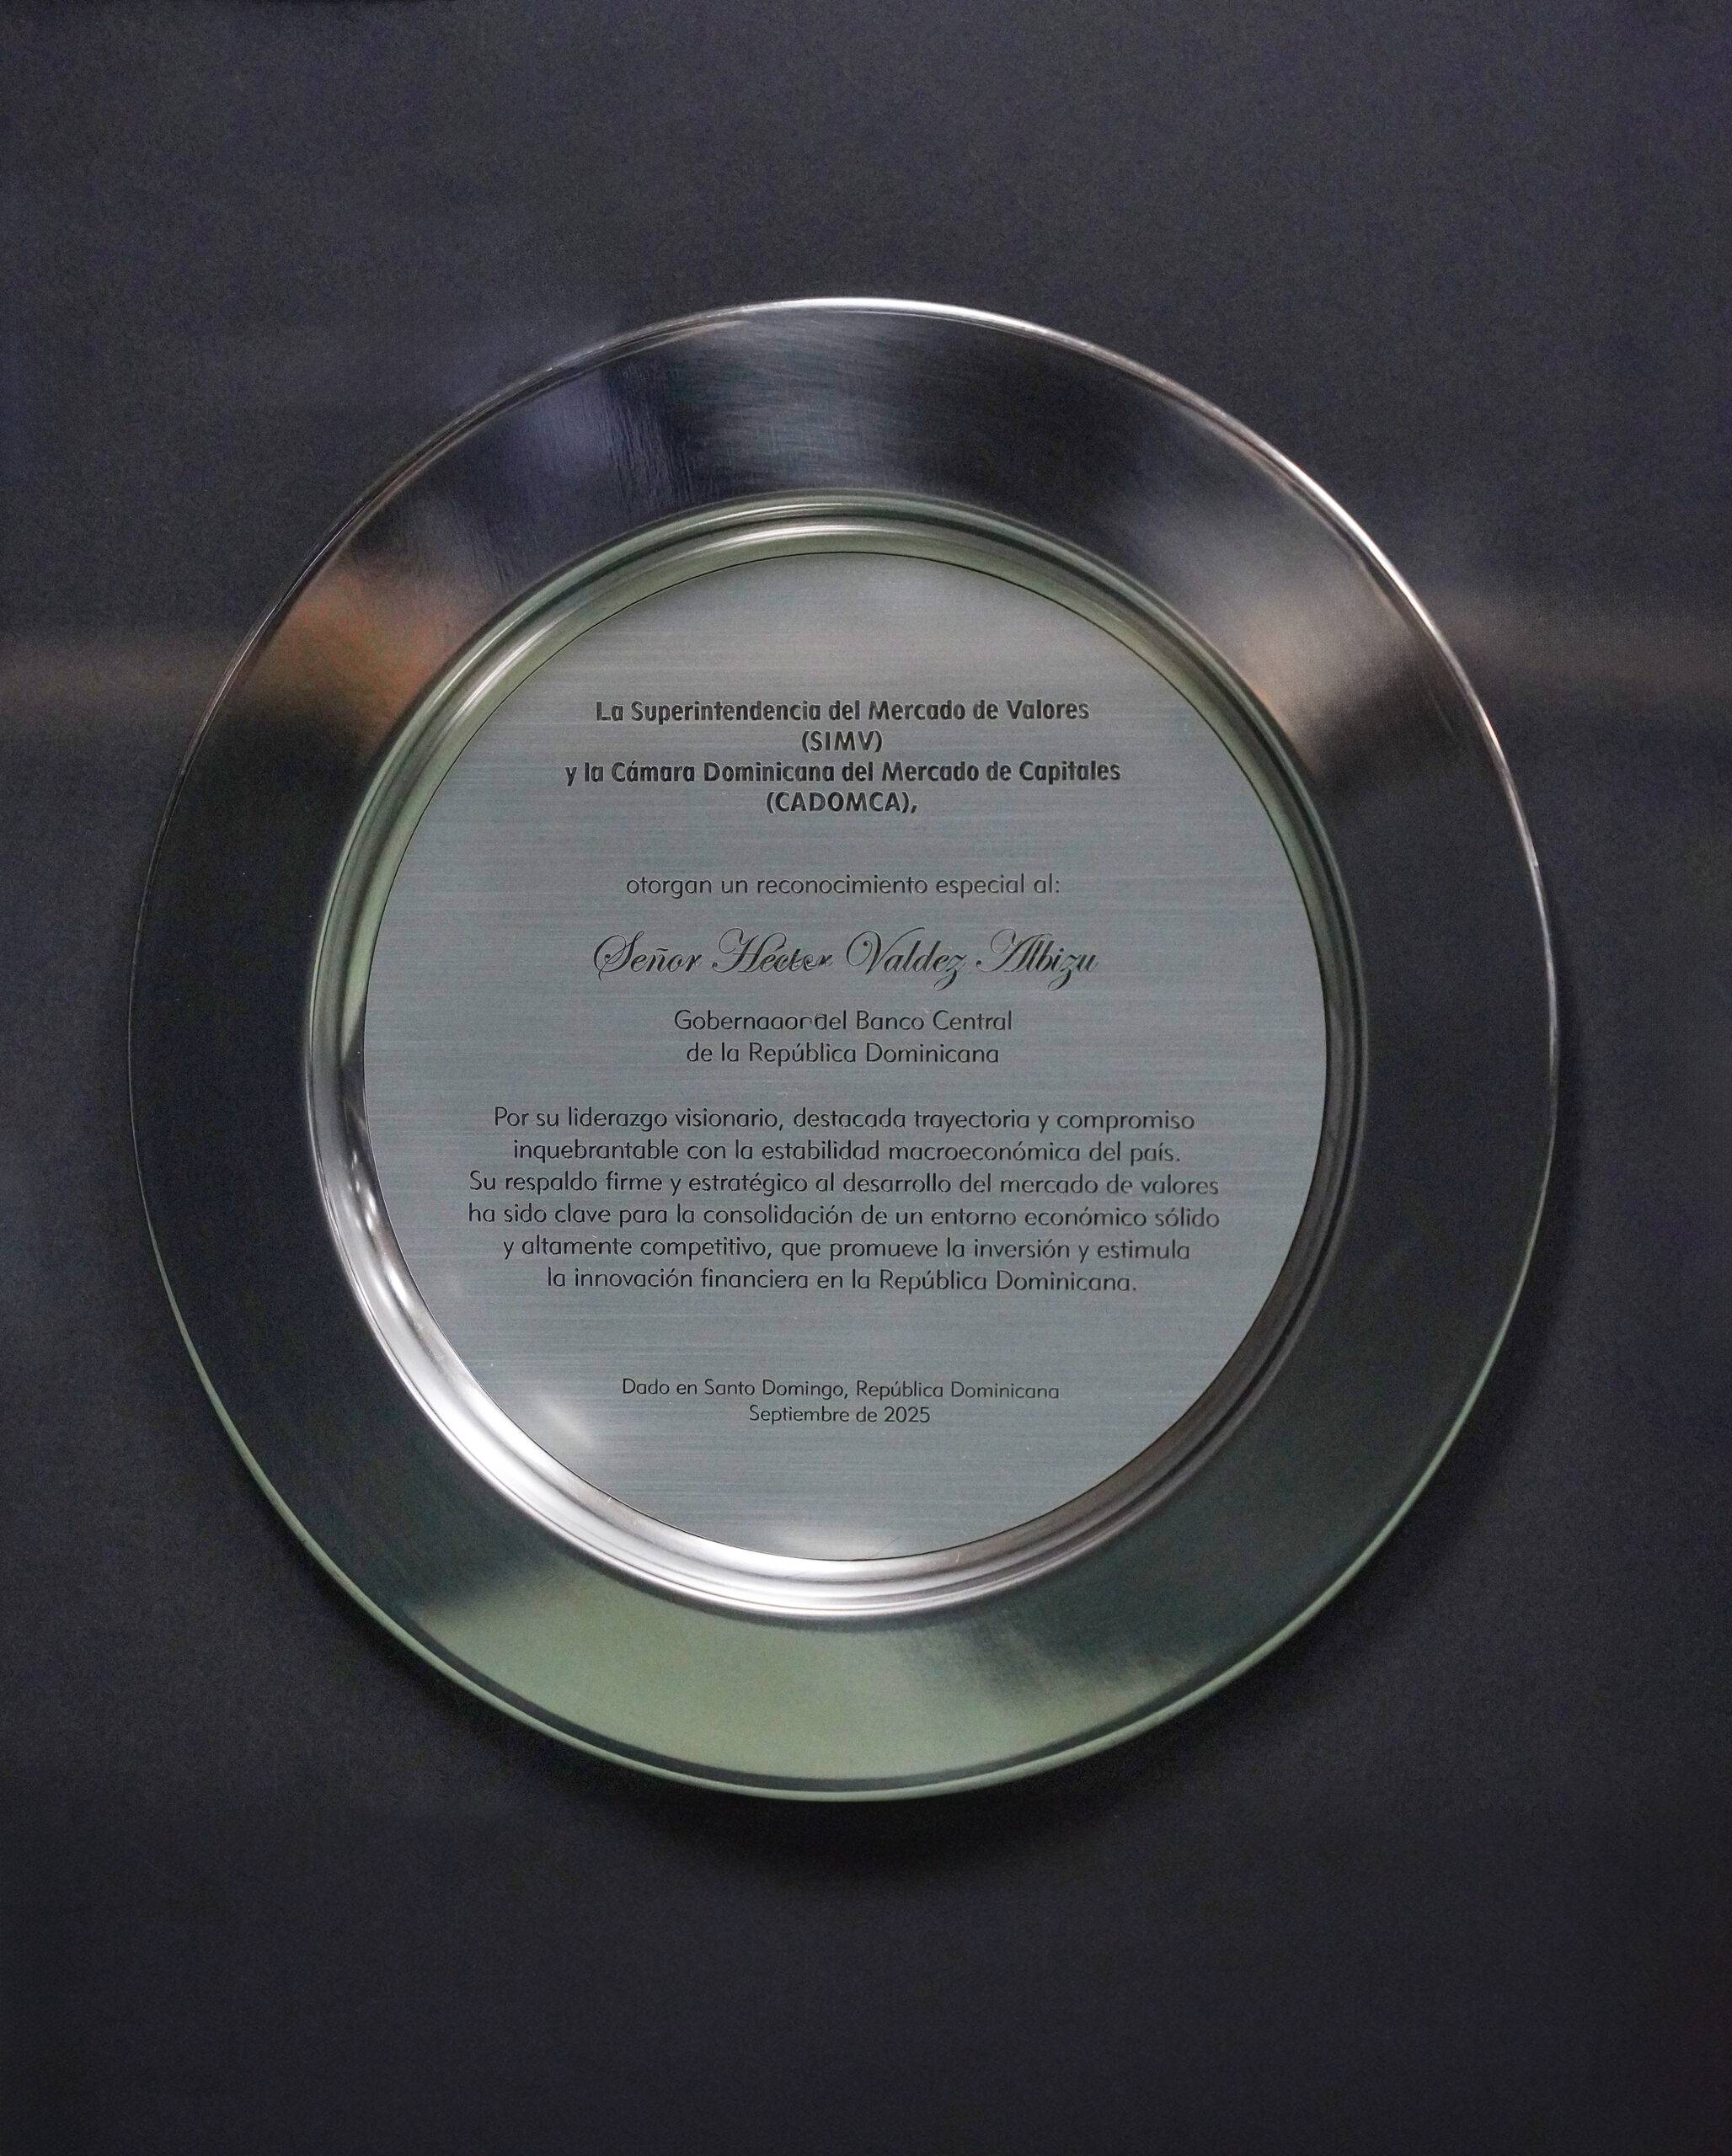 La Superintendencia del Mercado de Valores
(SIMV)
y la Cámara Dominicana del Mercado de Capitales
(CADOMCA),
otorgan un reconocimiento especial al:
Señor Héctor Valdez Albizu
Gobernador del Banco Central
de la República Dominicana
Por su liderazgo visionario, destacada trayectoria y compromiso
inquebrantable con la estabilidad macroeconómica del país.
Su respaldo firme y estratégico al desarrollo del mercado de valores
ha sido clave para la consolidación de un entorno económico sólido
y altamente competitivo, que promueve la inversión y estimula
la innovación financiera en la República Dominicana.
Dado en Santo Domingo, República Dominicana
Septiembre de 2025